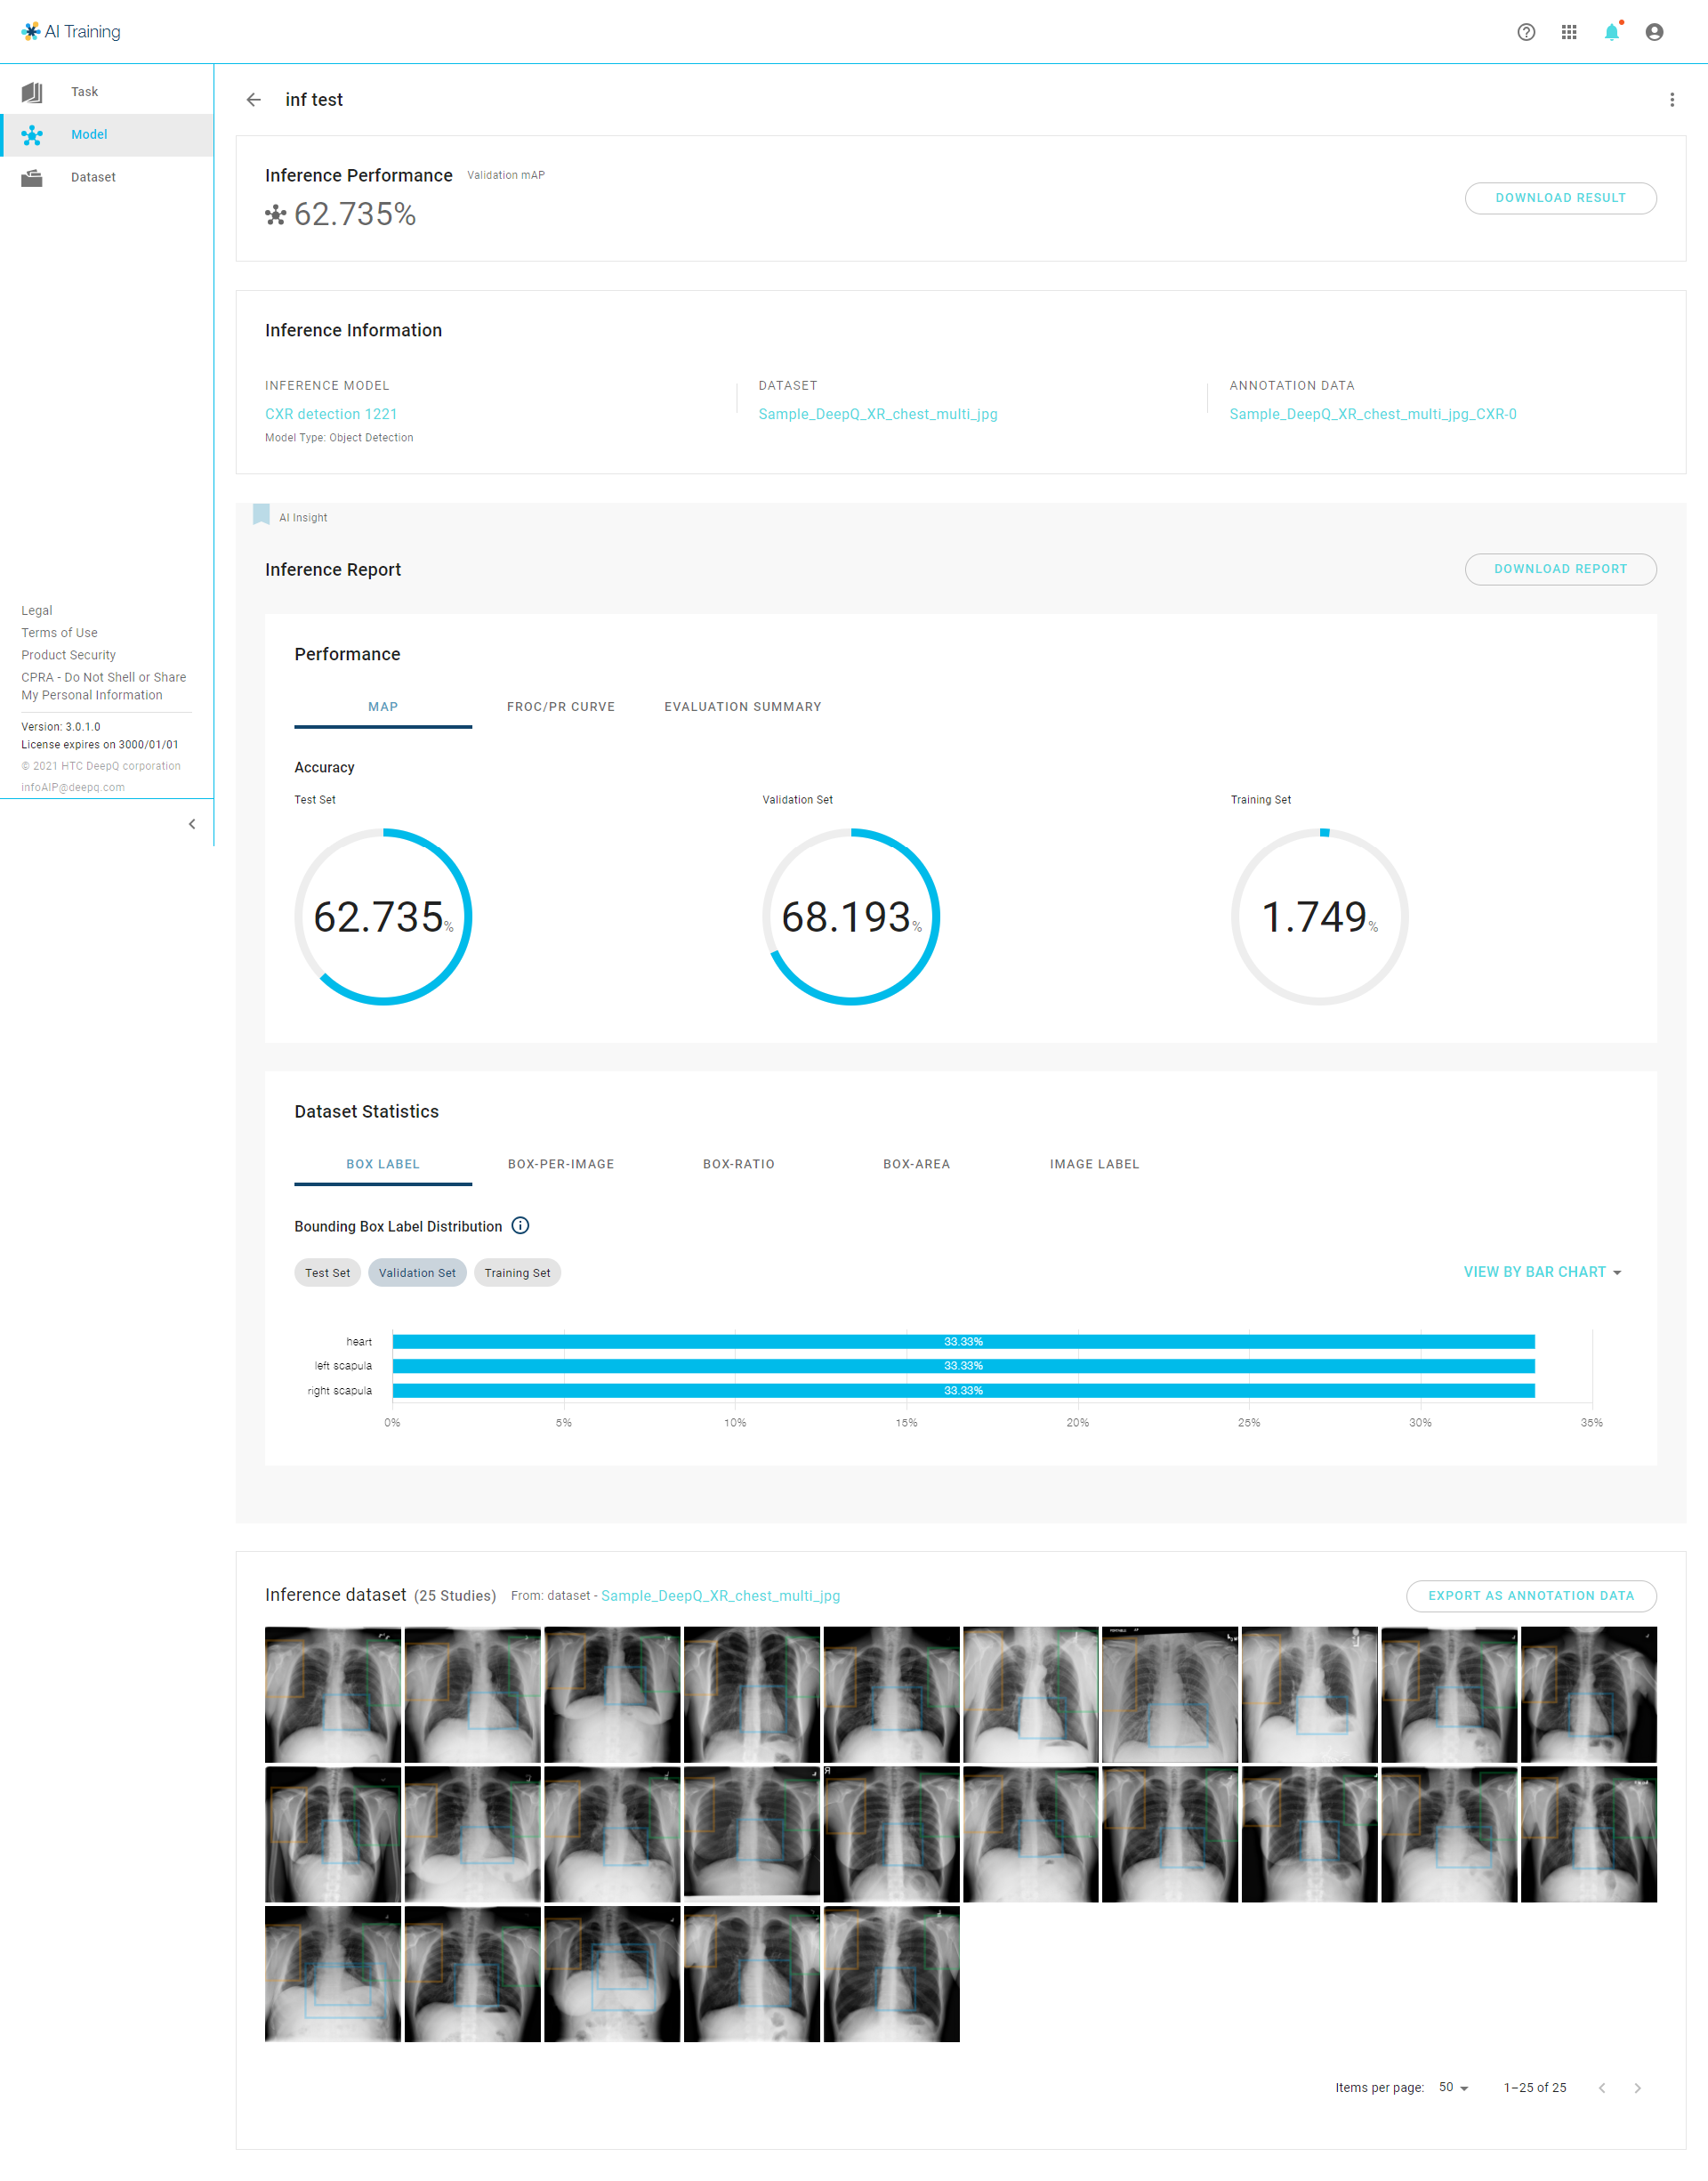 AI Training
Task
Model
Dataset
Legal
Terms of Use
Product Security
CPRA - Do Not Shell or Share
My Personal Information
Version: 3.0.1.0
License expires on 3000/01/01
© 2021 HTC DeepQ corporation
infoAIP@deepq.com
inf test
Inference Performance Validation mAP
62.735%
DOWNLOAD RESULT
Inference Information
INFERENCE MODEL
CXR detection 1221
Model Type: Object Detection
DATASET
Sample_DeepQ_XR_chest_multi_jpg
ANNOTATION DATA
Sample_DeepQ_XR_chest_multi_jpg_CXR-0
AI Insight
Inference Report
DOWNLOAD REPORT
Performance
MAP FROC/PR CURVE EVALUATION SUMMARY
Accuracy
Test Set Validation Set Training Set
62.735% 68.193% 1.749%
Dataset Statistics
BOX LABEL BOX-PER-IMAGE BOX-RATIO BOX-AREA IMAGE LABEL
Bounding Box Label Distribution
Test Set Validation Set Training Set
VIEW BY BAR CHART
heart 33.33%
left scapula 33.33%
right scapula 33.33%
0% 5% 10% 15% 20% 25% 30% 35%
Inference dataset (25 Studies) From: dataset - Sample_DeepQ_XR_chest_multi_jpg
EXPORT AS ANNOTATION DATA
Items per page: 50 1–25 of 25